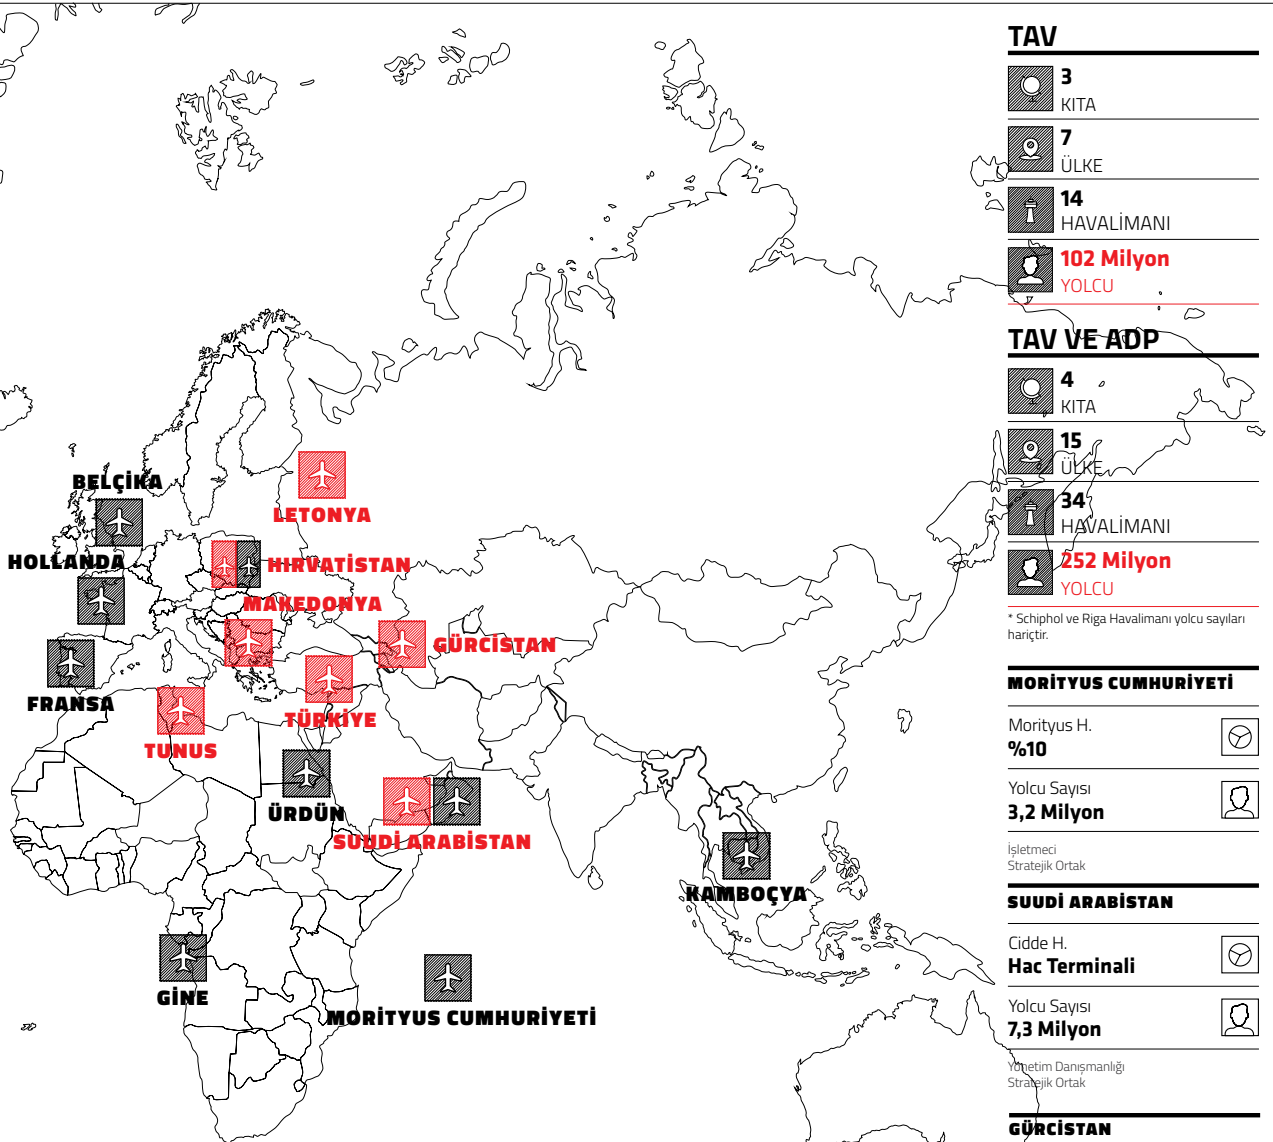 BELÇİKA
LETONYA
HOLLANDA
HIRVATİSTAN
MAKEDONYA
GÜRCİSTAN
FRANSA
TÜRKİYE
TUNUS
ÜRDÜN
SUUDİ ARABİSTAN
KAMBOÇYA
GİNE
MORİTYUS CUMHURİYETİ
TAV
3
KITA
7
ÜLKE
14
HAVALİMANI
102 Milyon
YOLCU
TAV VE ADP
4
KITA
15
ÜLKE
34
HAVALİMANI
252 Milyon
YOLCU
* Schiphol ve Riga Havalimanı yolcu sayıları
hariçtir.
MORİTYUS CUMHURİYETİ
Morityus H.
%10
Yolcu Sayısı
3,2 Milyon
İşletmeci
Stratejik Ortak
SUUDİ ARABİSTAN
Cidde H.
Hac Terminali
Yolcu Sayısı
7,3 Milyon
Yönetim Danışmanlığı
Stratejik Ortak
GÜRCİSTAN